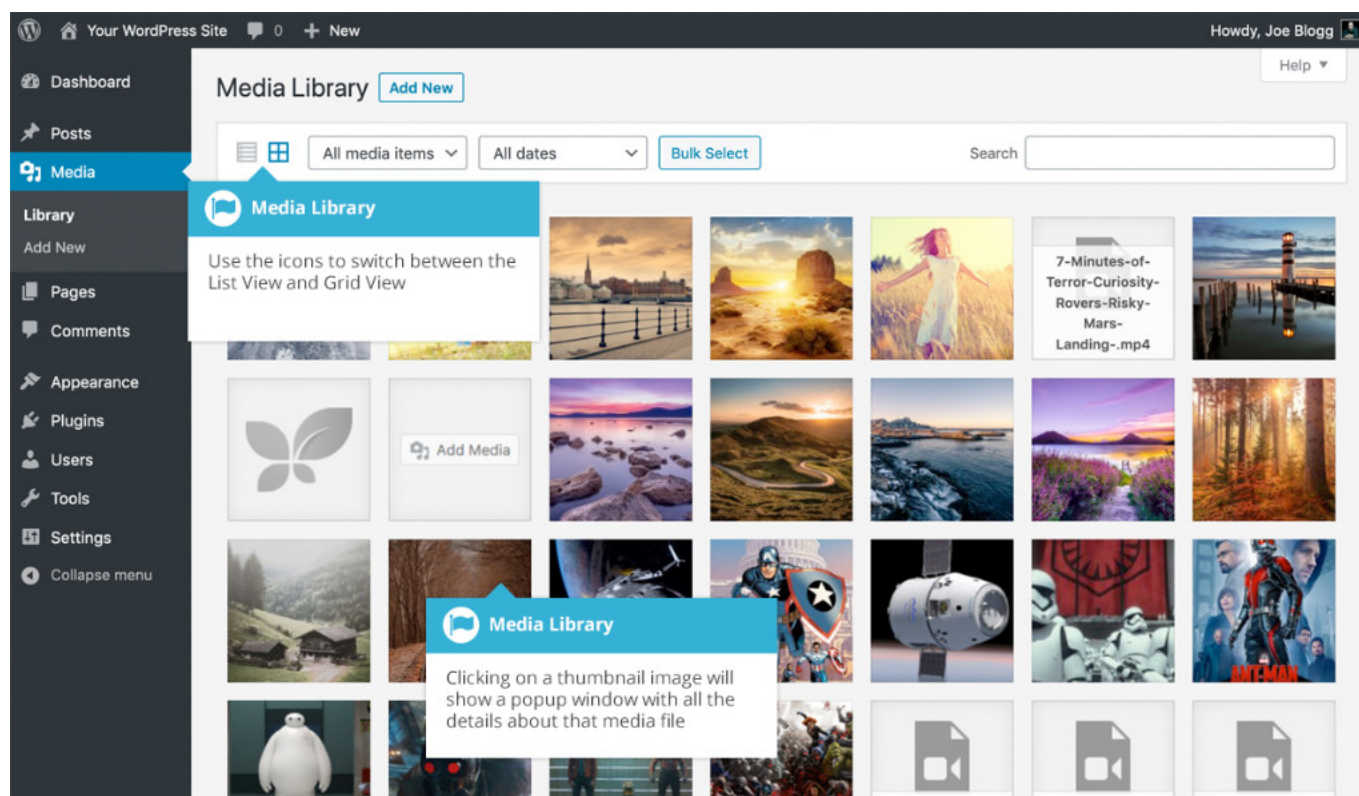 Your WordPress Site 0 + New
Howdy, Joe Blogg
Help
Dashboard
Posts
Media
Library
Add New
Pages
Comments
Appearance
Plugins
Users
Tools
Settings
Collapse menu
Media Library Add New
All media items All dates Bulk Select Search
Media Library
Use the icons to switch between the
List View and Grid View
7-Minutes-of-
Terror-Curiosity-
Rovers-Risky-
Mars-
Landing-.mp4
Add Media
Media Library
Clicking on a thumbnail image will
show a popup window with all the
details about that media file
ANT-MAN